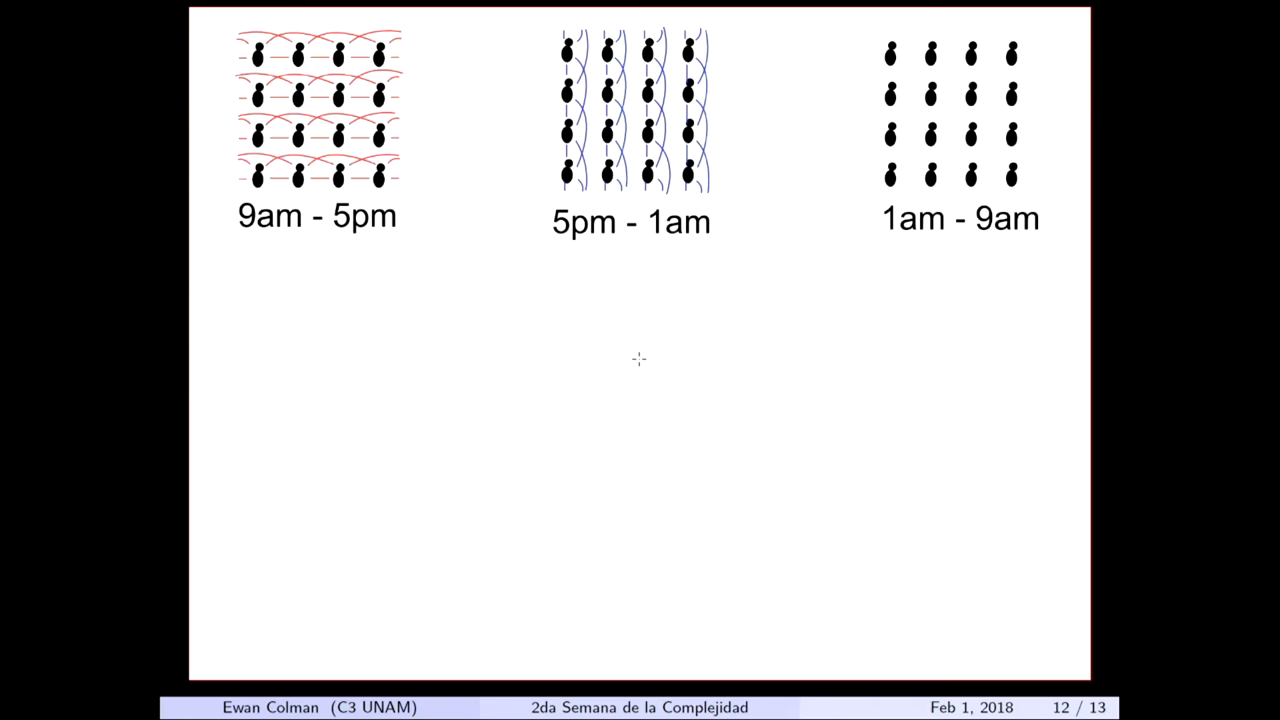 9am - 5pm
5pm - 1am
1am - 9am
Ewan Colman (C3 UNAM)
2da Semana de la Complejidad
Feb 1, 2018
12 / 13